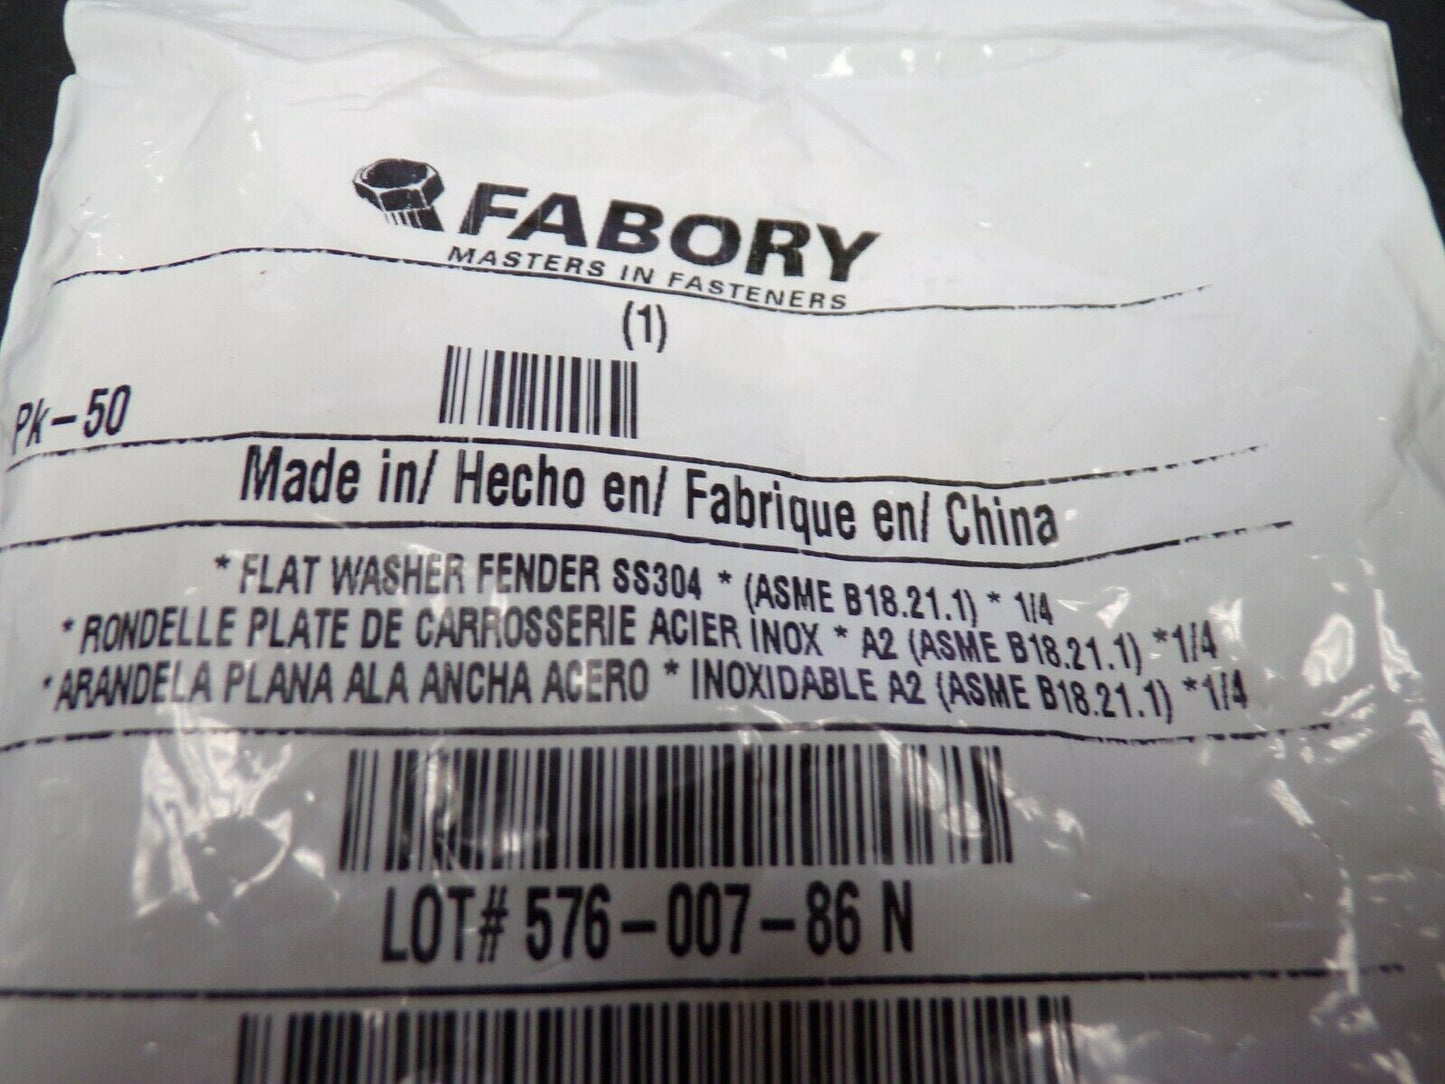 FABORY
MASTERS IN FASTENERS
(1)
Pk-50
Made in/ Hecho en/ Fabrique en/ China
* FLAT WASHER FENDER SS304 * (ASME B18.21.1) * 1/4
* RONDELLE PLATE DE CARROSSERIE ACIER INOX * A2 (ASME B18.21.1) *1/4
*ARANDELA PLANA ALA ANCHA ACERO * INOXIDABLE A2 (ASME B18.21.1) *1/4
LOT# 576-007-86 N